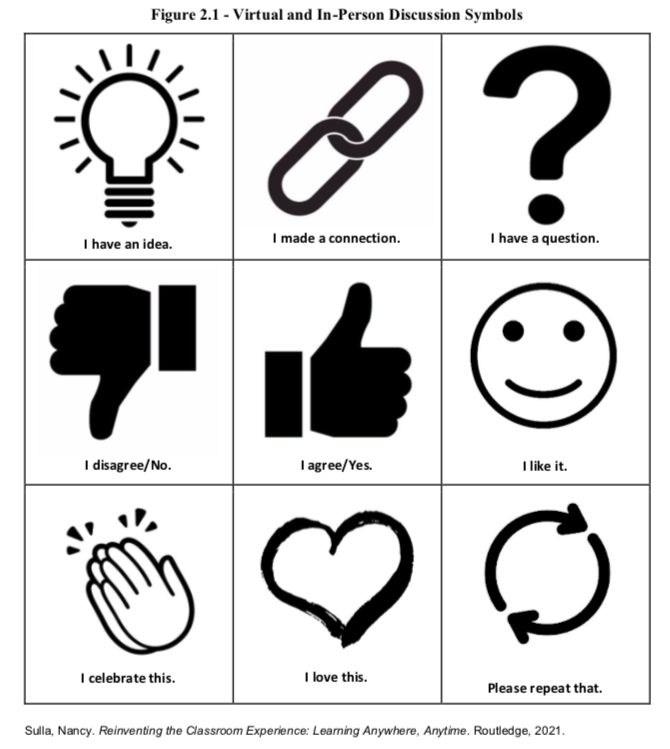 Figure 2.1 - Virtual and In-Person Discussion Symbols
I have an idea.
I made a connection.
I have a question.
I disagree/No.
I agree/Yes.
I like it.
I celebrate this.
I love this.
Please repeat that.
Sulla, Nancy. Reinventing the Classroom Experience: Learning Anywhere, Anytime. Routledge, 2021.